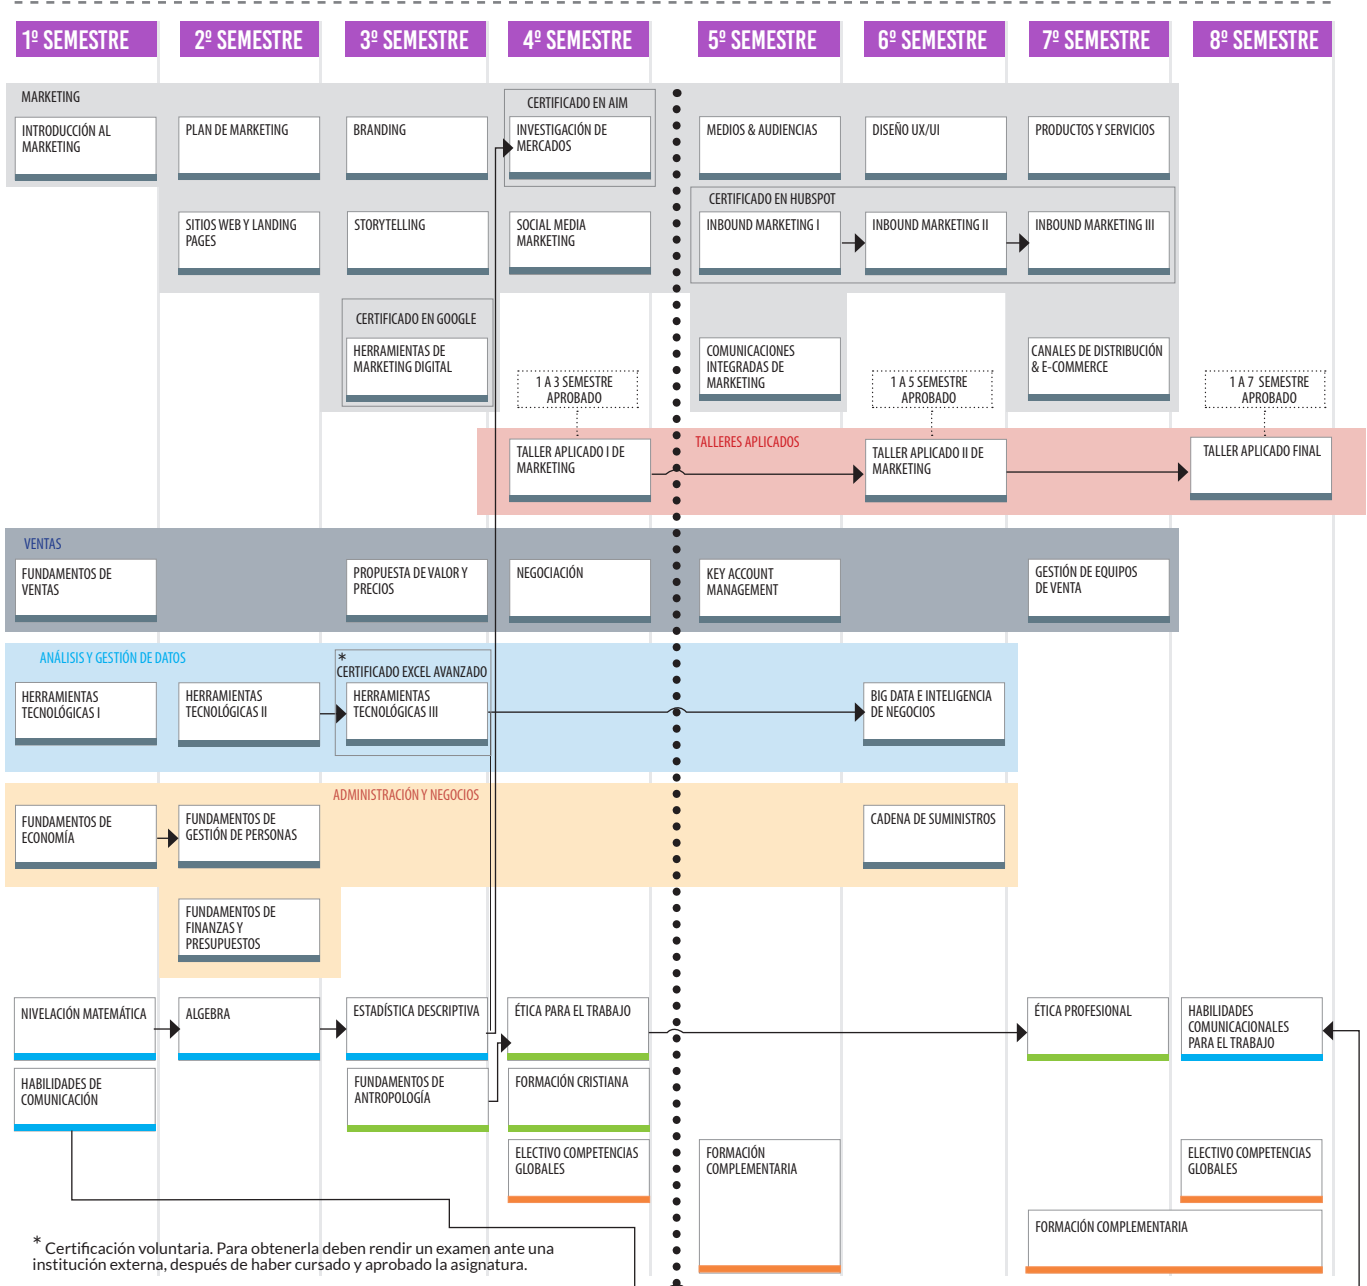 1º SEMESTRE
2º SEMESTRE
3º SEMESTRE
4º SEMESTRE
5º SEMESTRE
6º SEMESTRE
7º SEMESTRE
8º SEMESTRE
MARKETING
CERTIFICADO EN AIM
INTRODUCCIÓN AL
MARKETING
PLAN DE MARKETING
BRANDING
INVESTIGACIÓN DE
MERCADOS
MEDIOS & AUDIENCIAS
DISEÑO UX/UI
PRODUCTOS Y SERVICIOS
CERTIFICADO EN HUBSPOT
SITIOS WEB Y LANDING
PAGES
STORYTELLING
SOCIAL MEDIA
MARKETING
INBOUND MARKETING I
INBOUND MARKETING II
INBOUND MARKETING III
CERTIFICADO EN GOOGLE
HERRAMIENTAS DE
MARKETING DIGITAL
COMUNICACIONES
INTEGRADAS DE
MARKETING
CANALES DE DISTRIBUCIÓN
& E-COMMERCE
1 A 3 SEMESTRE
APROBADO
1 A 5 SEMESTRE
APROBADO
1 A 7 SEMESTRE
APROBADO
TALLERES APLICADOS
TALLER APLICADO I DE
MARKETING
TALLER APLICADO II DE
MARKETING
TALLER APLICADO FINAL
VENTAS
FUNDAMENTOS DE
VENTAS
PROPUESTA DE VALOR Y
PRECIOS
NEGOCIACIÓN
KEY ACCOUNT
MANAGEMENT
GESTIÓN DE EQUIPOS
DE VENTA
ANÁLISIS Y GESTIÓN DE DATOS
*
CERTIFICADO EXCEL AVANZADO
HERRAMIENTAS
TECNOLÓGICAS I
HERRAMIENTAS
TECNOLÓGICAS II
HERRAMIENTAS
TECNOLÓGICAS III
BIG DATA E INTELIGENCIA
DE NEGOCIOS
ADMINISTRACIÓN Y NEGOCIOS
FUNDAMENTOS DE
ECONOMÍA
FUNDAMENTOS DE
GESTIÓN DE PERSONAS
CADENA DE SUMINISTROS
FUNDAMENTOS DE
FINANZAS Y
PRESUPUESTOS
NIVELACIÓN MATEMÁTICA
ALGEBRA
ESTADÍSTICA DESCRIPTIVA
ÉTICA PARA EL TRABAJO
ÉTICA PROFESIONAL
HABILIDADES
COMUNICACIONALES
PARA EL TRABAJO
HABILIDADES DE
COMUNICACIÓN
FUNDAMENTOS DE
ANTROPOLOGÍA
FORMACIÓN CRISTIANA
ELECTIVO COMPETENCIAS
GLOBALES
FORMACIÓN
COMPLEMENTARIA
ELECTIVO COMPETENCIAS
GLOBALES
FORMACIÓN COMPLEMENTARIA
* Certificación voluntaria. Para obtenerla deben rendir un examen ante una
institución externa, después de haber cursado y aprobado la asignatura.